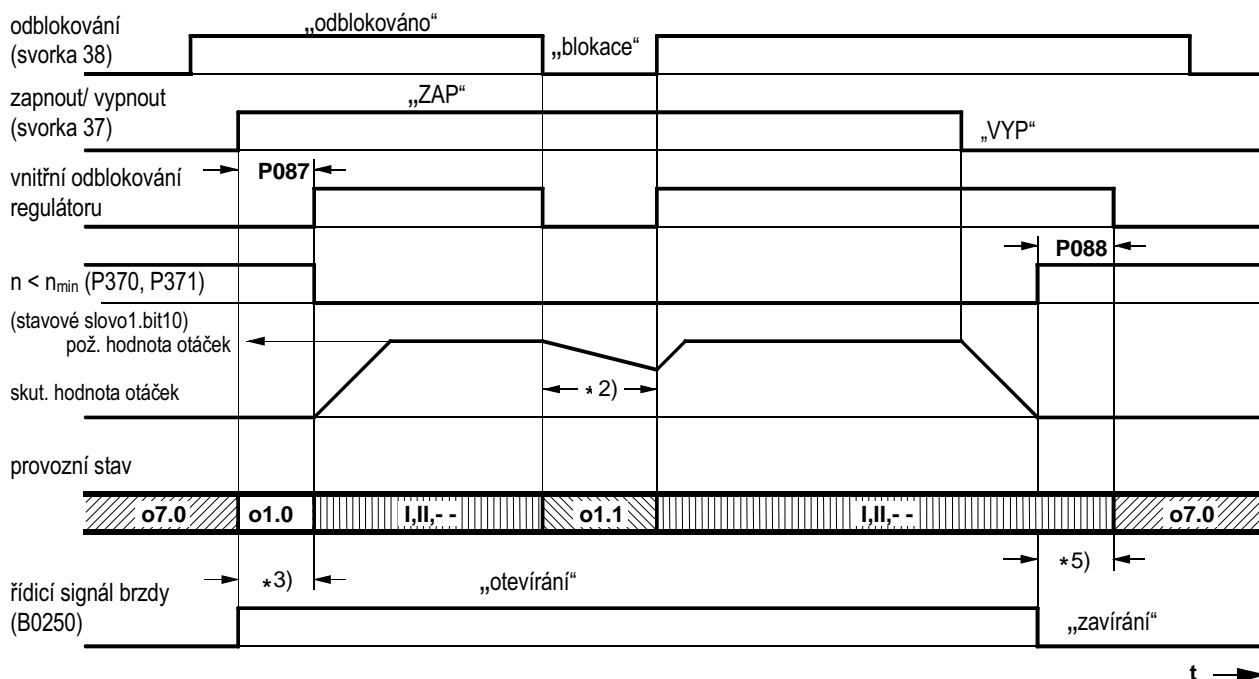 odblokování
(svorka 38)
„odblokováno“
„blokace“
zapnout/ vypnout
(svorka 37)
„ZAP“
„VYP“
P087
vnitřní odblokování
regulátoru
P088
n < nmin (P370, P371)
(stavové slovo1.bit10)
pož. hodnota otáček
* 2)
skut. hodnota otáček
provozní stav
o7.0 o1.0 I,II,- - o1.1 I,II,- - o7.0
*3)
*5)
řídicí signál brzdy
(B0250)
„otevírání“
„zavírání“
t